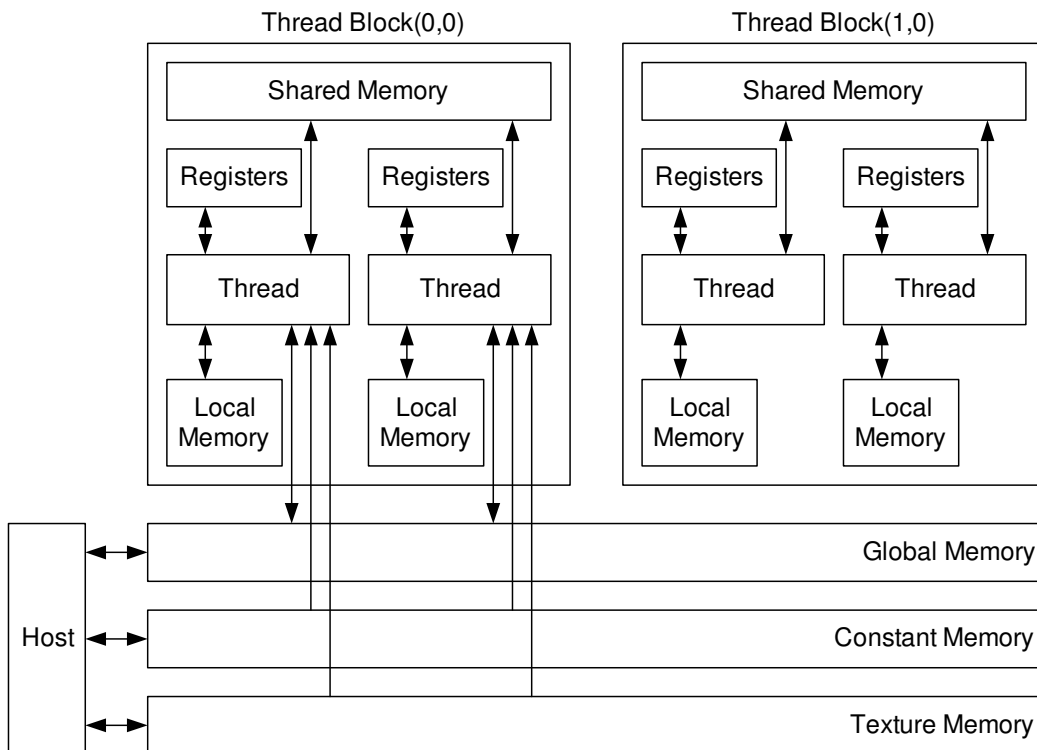 Thread Block(0,0)
Thread Block(1,0)
Shared Memory
Shared Memory
Registers
Registers
Registers
Registers
Thread
Thread
Thread
Thread
Local
Memory
Local
Memory
Local
Memory
Local
Memory
Host
Global Memory
Constant Memory
Texture Memory